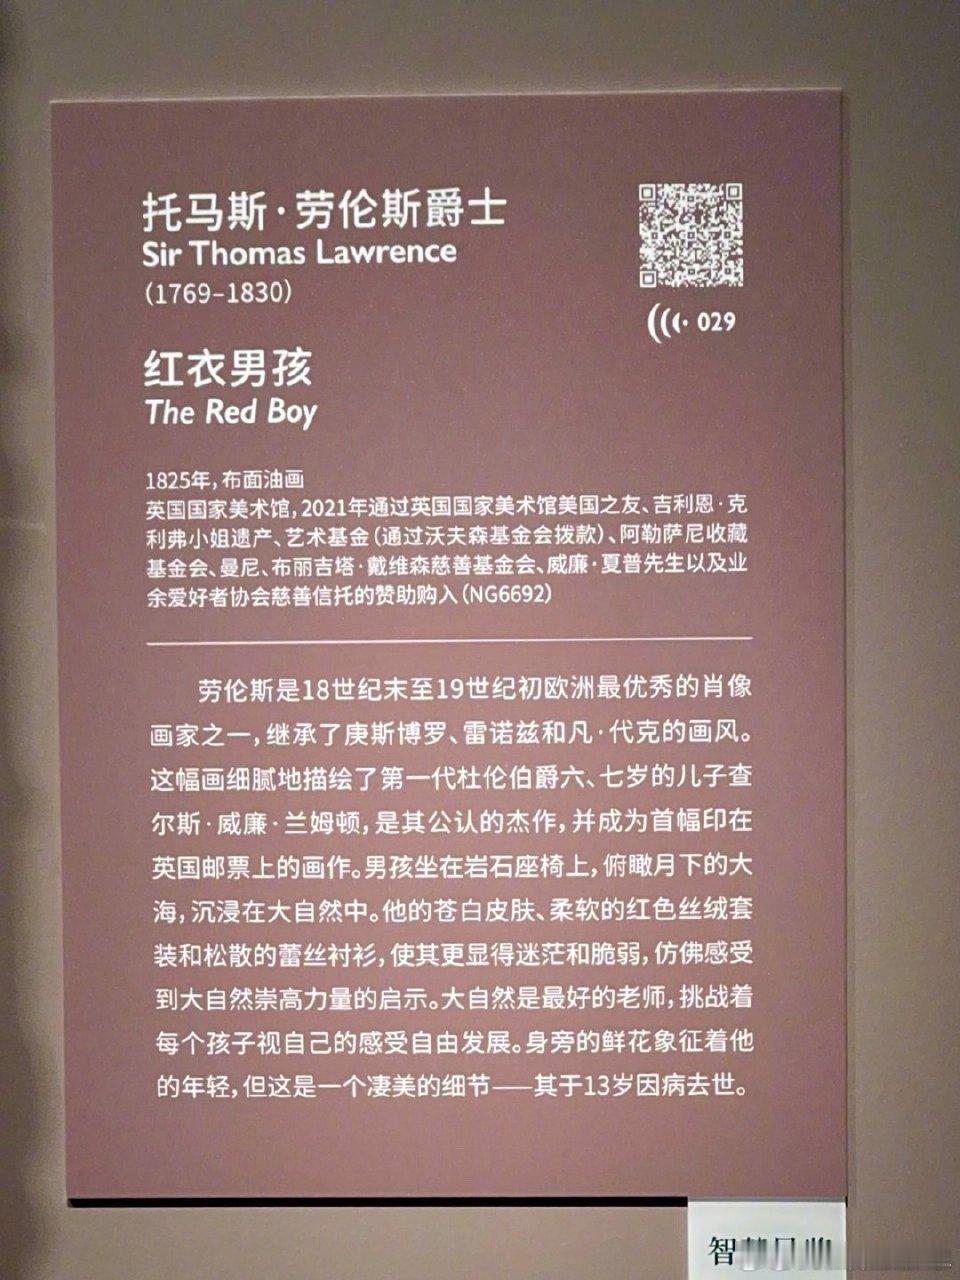 托马斯·劳伦斯爵士
Sir Thomas Lawrence
(1769–1830)
029
红衣男孩
The Red Boy
1825年，布面油画
英国国家美术馆，2021年通过英国国家美术馆美国之友、吉利恩·克
利弗小姐遗产、艺术基金（通过沃夫森基金会拨款）、阿勒萨尼收藏
基金会、曼尼、布丽吉塔·戴维森慈善基金会、威廉·夏普先生以及业
余爱好者协会慈善信托的赞助购入（NG6692）
劳伦斯是18世纪末至19世纪初欧洲最优秀的肖像
画家之一，继承了庚斯博罗、雷诺兹和凡·代克的画风。
这幅画细腻地描绘了第一代杜伦伯爵六、七岁的儿子查
尔斯·威廉·兰姆顿，是其公认的杰作，并成为首幅印在
英国邮票上的画作。男孩坐在岩石座椅上，俯瞰月下的大
海，沉浸在大自然中。他的苍白皮肤、柔软的红色丝绒套
装和松散的蕾丝衬衫，使其更显得迷茫和脆弱，仿佛感受
到大自然崇高力量的启示。大自然是最好的老师，挑战着
每个孩子视自己的感受自由发展。身旁的鲜花象征着他
的年轻，但这是一个凄美的细节——其于13岁因病去世。
智